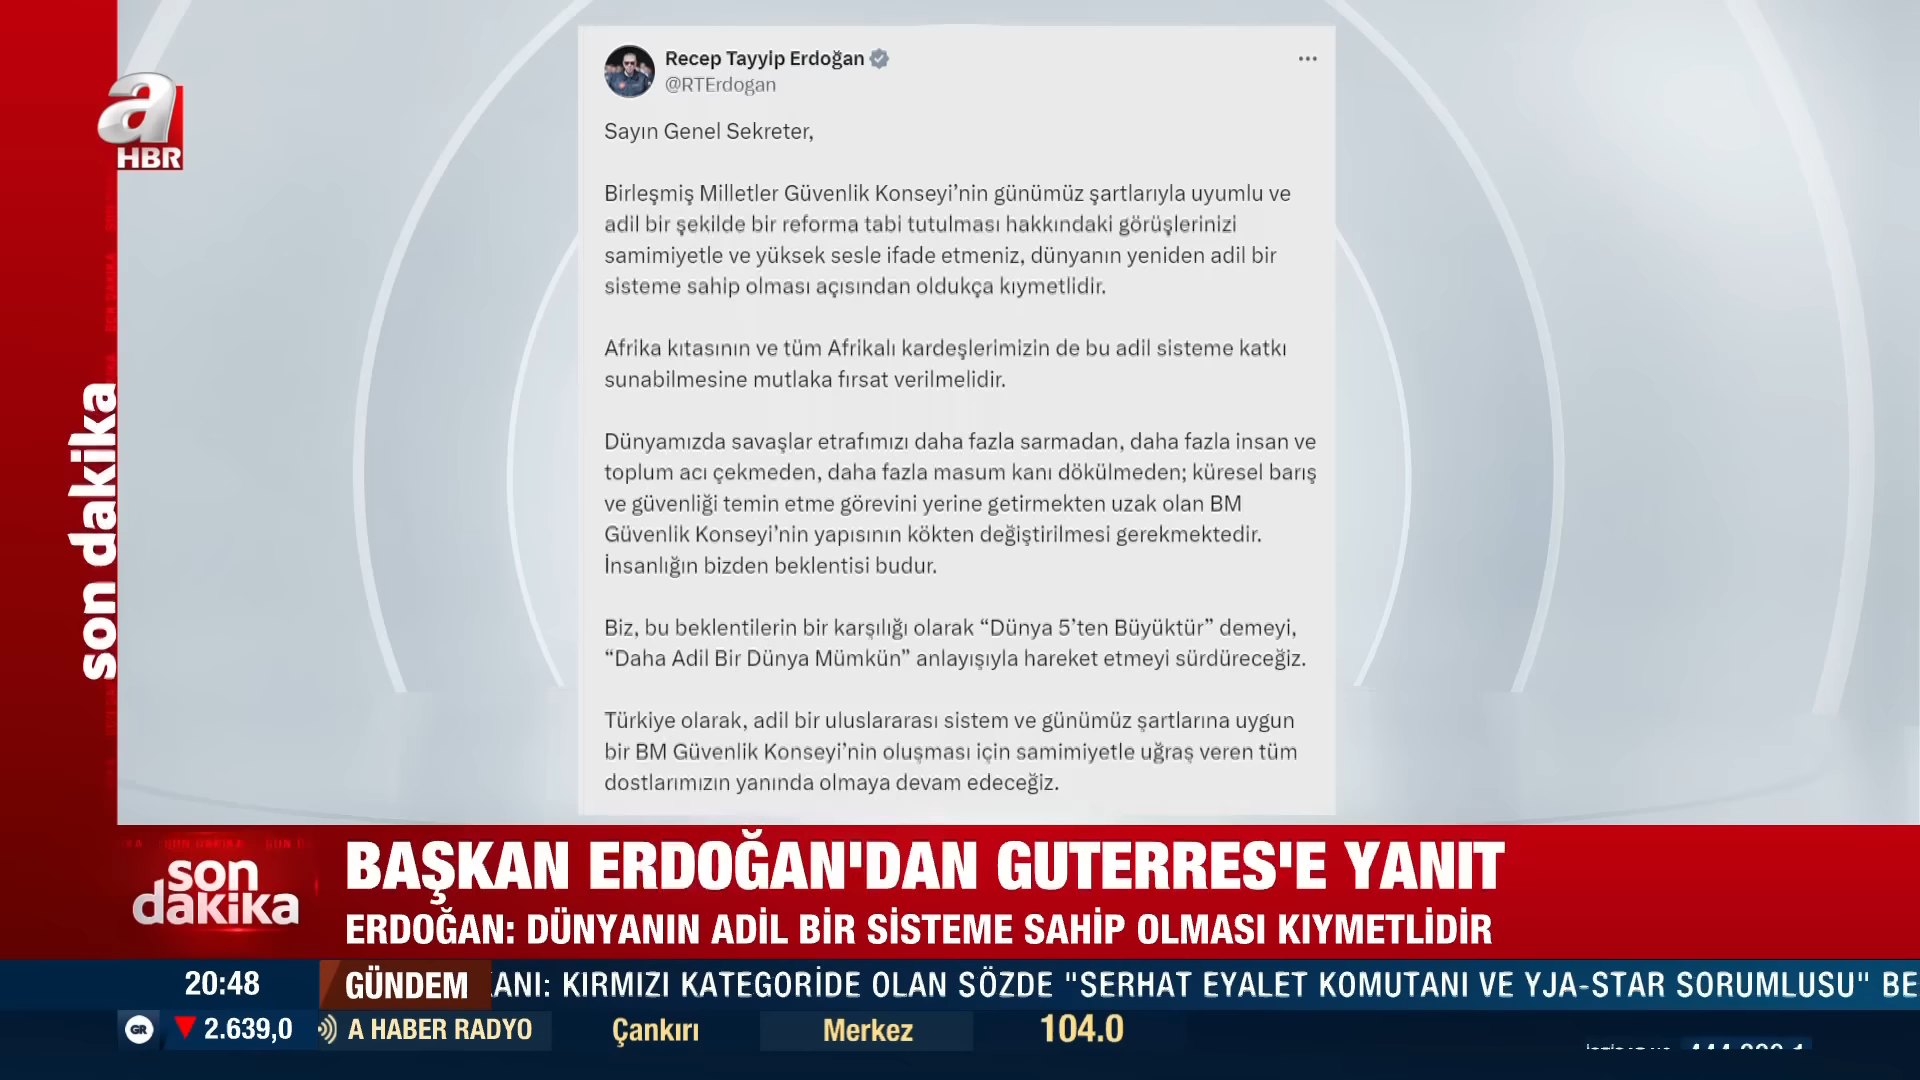 a
HBR
son dakika
Recep Tayyip Erdoğan
@RTErdogan
Sayın Genel Sekreter,
Birleşmiş Milletler Güvenlik Konseyi’nin günümüz şartlarıyla uyumlu ve
adil bir şekilde bir reforma tabi tutulması hakkındaki görüşlerinizi
samimiyetle ve yüksek sesle ifade etmeniz, dünyanın yeniden adil bir
sisteme sahip olması açısından oldukça kıymetlidir.
Afrika kıtasının ve tüm Afrikalı kardeşlerimizin de bu adil sisteme katkı
sunabilmesine mutlaka fırsat verilmelidir.
Dünyamızda savaşlar etrafımızı daha fazla sarmadan, daha fazla insan ve
toplum acı çekmeden, daha fazla masum kanı dökülmeden; küresel barış
ve güvenliği temin etme görevini yerine getirmekten uzak olan BM
Güvenlik Konseyi’nin yapısının kökten değiştirilmesi gerekmektedir.
İnsanlığın bizden beklentisi budur.
Biz, bu beklentilerin bir karşılığı olarak “Dünya 5’ten Büyüktür” demeyi,
“Daha Adil Bir Dünya Mümkün” anlayışıyla hareket etmeyi sürdüreceğiz.
Türkiye olarak, adil bir uluslararası sistem ve günümüz şartlarına uygun
bir BM Güvenlik Konseyi’nin oluşması için samimiyetle uğraş veren tüm
dostlarımızın yanında olmaya devam edeceğiz.
son
dakika
BAŞKAN ERDOĞAN'DAN GUTERRES'E YANIT
ERDOĞAN: DÜNYANIN ADİL BİR SİSTEME SAHİP OLMASI KIYMETLİDİR
20:48 GÜNDEM KANI: KIRMIZI KATEGORİDE OLAN SÖZDE "SERHAT EYALET KOMUTANI VE YJA-STAR SORUMLUSU" BE
GR 2.639,0 A HABER RADYO Çankırı Merkez 104.0